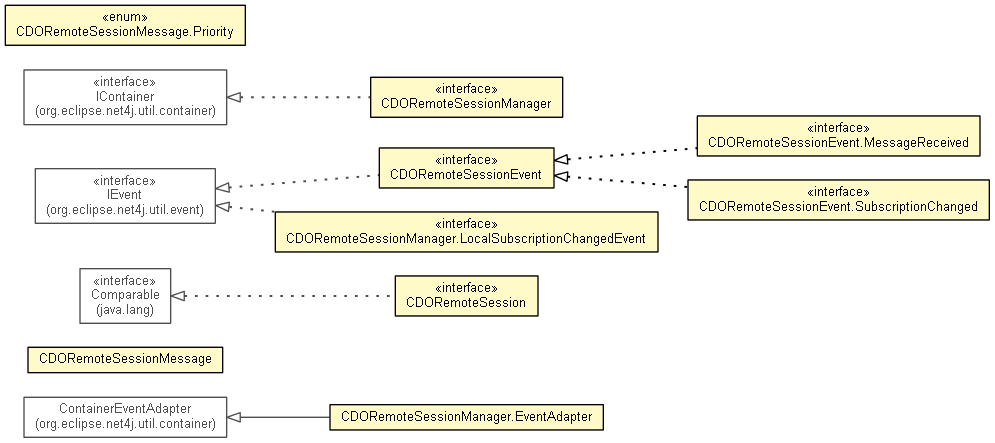 «enum»
CDORemoteSessionMessage.Priority
«interface»
IContainer
(org.eclipse.net4j.util.container)
«interface»
CDORemoteSessionManager
«interface»
CDORemoteSessionEvent.MessageReceived
«interface»
CDORemoteSessionEvent
«interface»
IEvent
(org.eclipse.net4j.util.event)
«interface»
CDORemoteSessionEvent.SubscriptionChanged
«interface»
CDORemoteSessionManager.LocalSubscriptionChangedEvent
«interface»
Comparable
(java.lang)
«interface»
CDORemoteSession
CDORemoteSessionMessage
ContainerEventAdapter
(org.eclipse.net4j.util.container)
CDORemoteSessionManager.EventAdapter